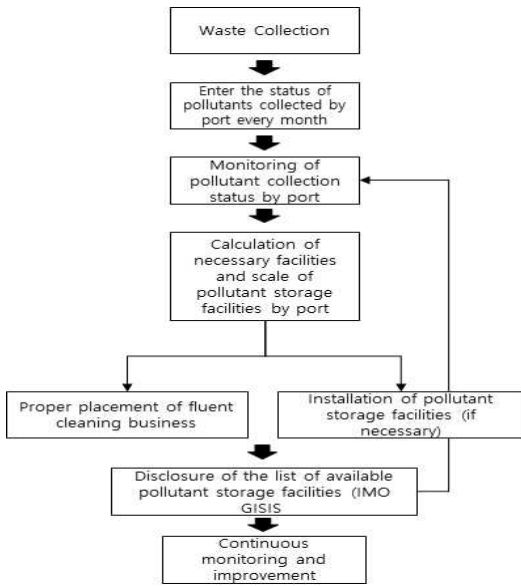 Waste Collection
Enter the status of
pollutants collected by
port every month
Monitoring of
pollutant collection
status by port
Calculation of
necessary facilities
and scale of
pollutant storage
facilities by port
Proper placement of fluent
cleaning business
Installation of pollutant
storage facilities (if
necessary)
Disclosure of the list of available
pollutant storage facilities (IMO
GISIS
Continuous
monitoring and
improvement